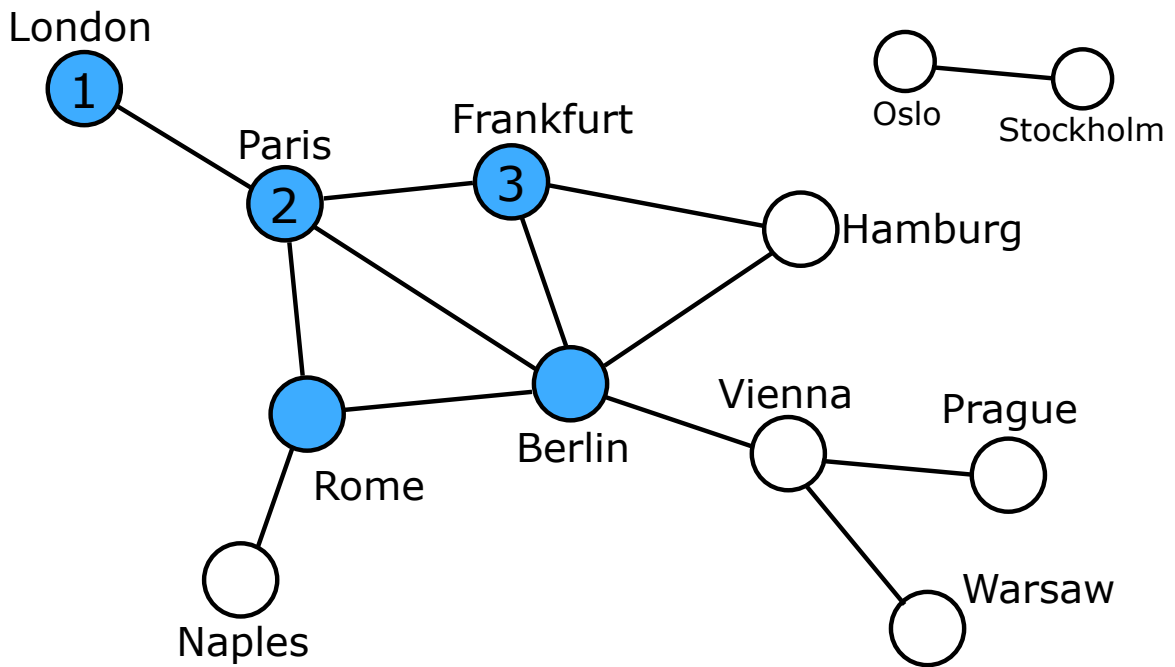 London
1
Oslo
Stockholm
Frankfurt
3
Paris
2
Hamburg
Berlin
Rome
Vienna
Prague
Naples
Warsaw